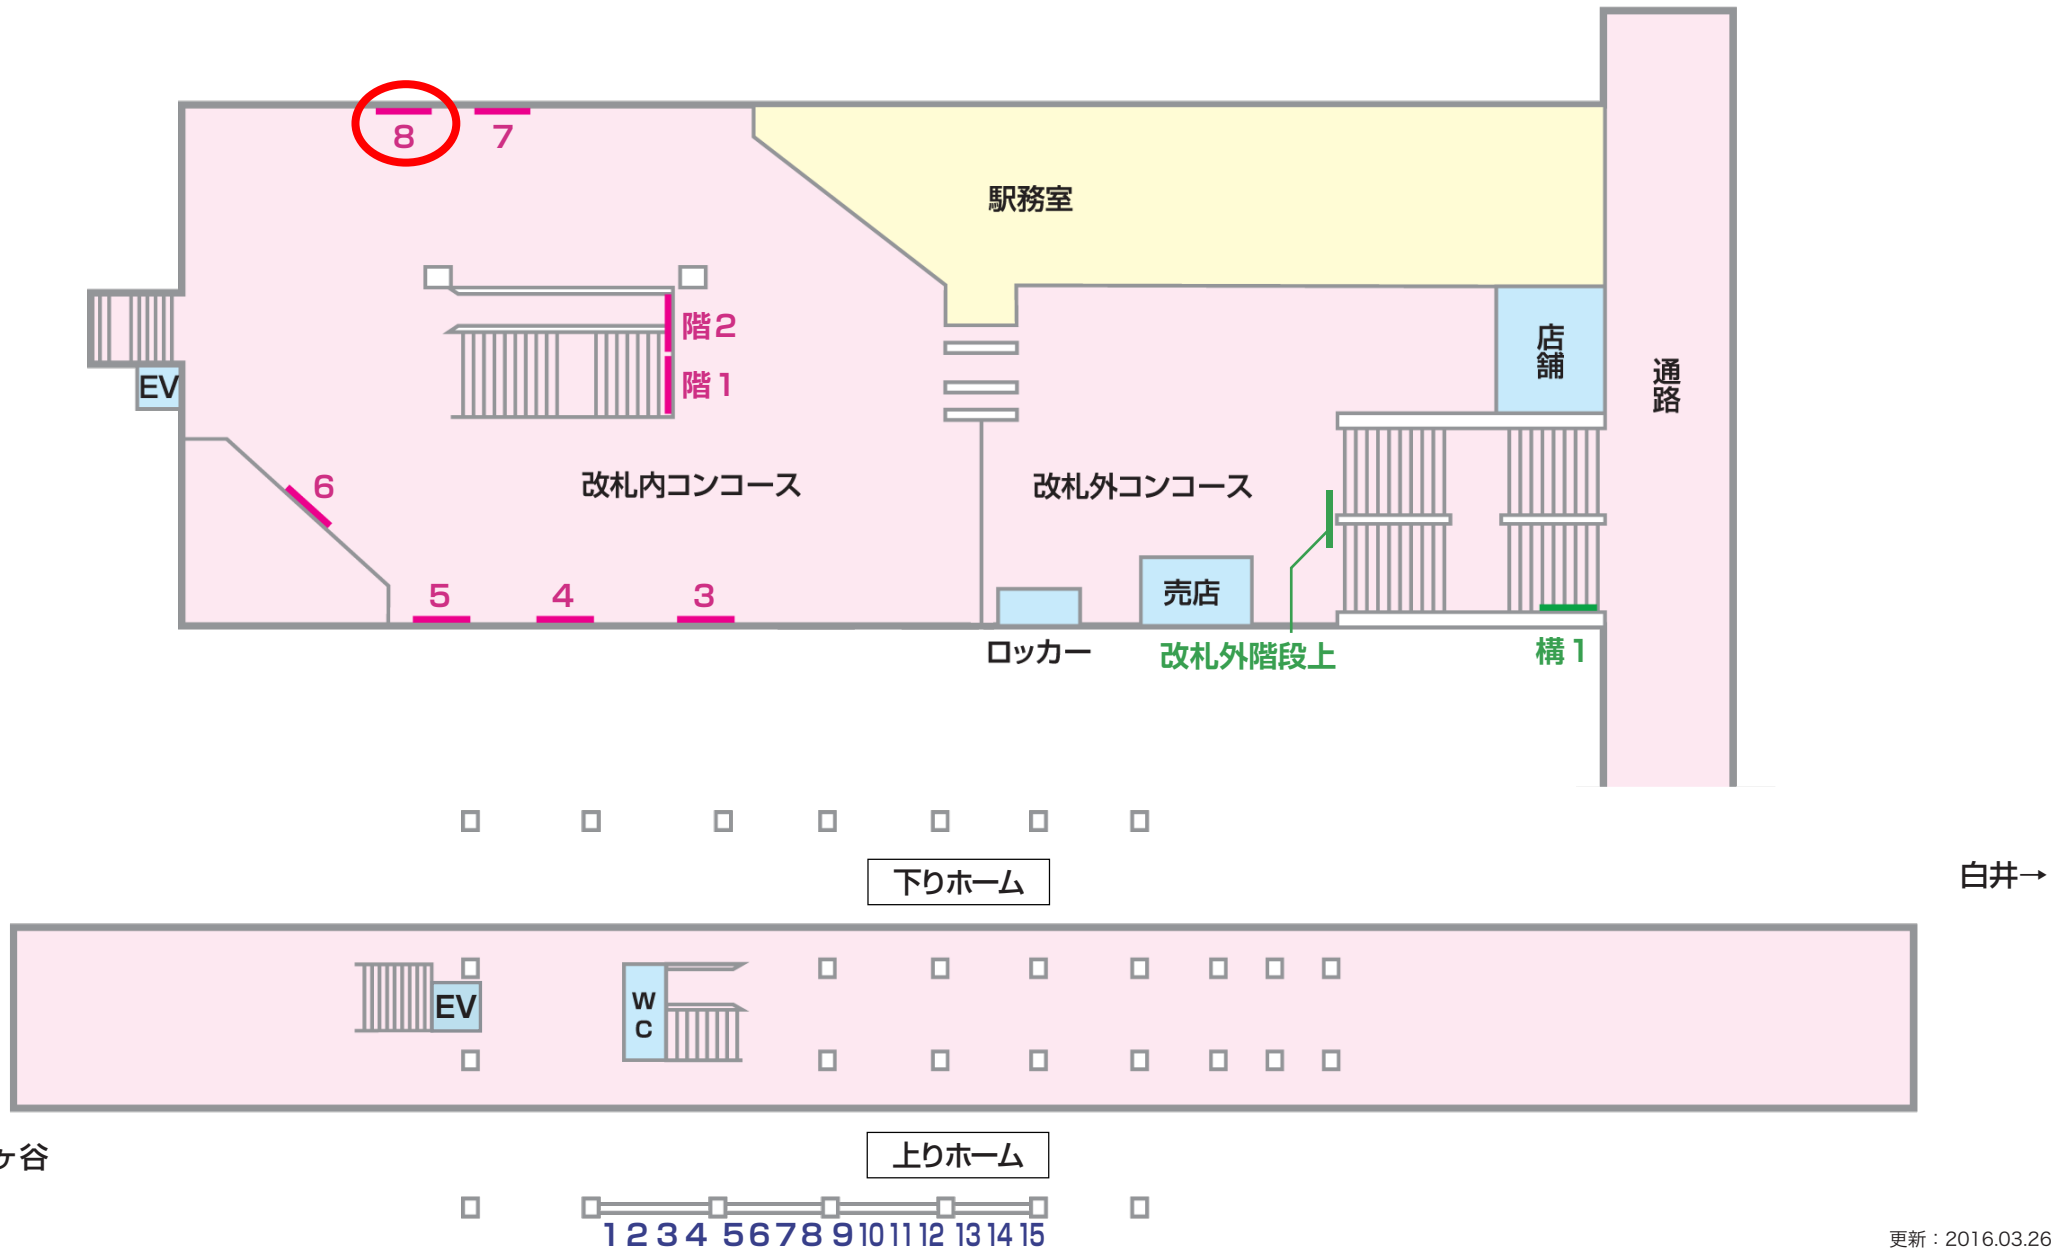 8
7
駅務室
階2
店舗
階1
通路
EV
6
改札内コンコース
改札外コンコース
5
4
3
売店
ロッカー
改札外階段上
構1
下りホーム
白井→
EV
WC
ヶ谷
上りホーム
1 2 3 4 5 6 7 8 9 10 11 12 13 14 15
更新：2016.03.26